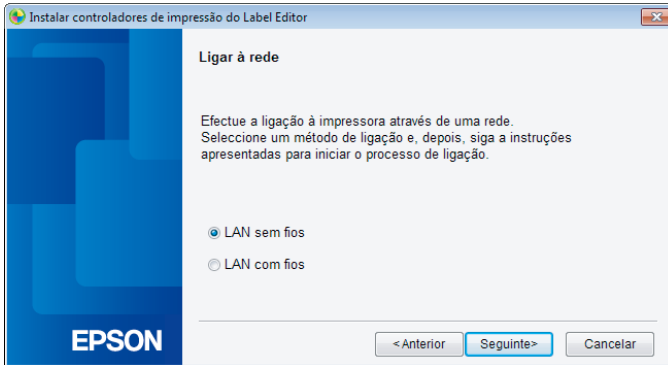 Instalar controladores de impressão do Label Editor
Ligar à rede
Efectue a ligação à impressora através de uma rede.
Seleccione um método de ligação e, depois, siga a instruções
apresentadas para iniciar o processo de ligação.
LAN sem fios
LAN com fios
EPSON
<Anterior Seguinte> Cancelar